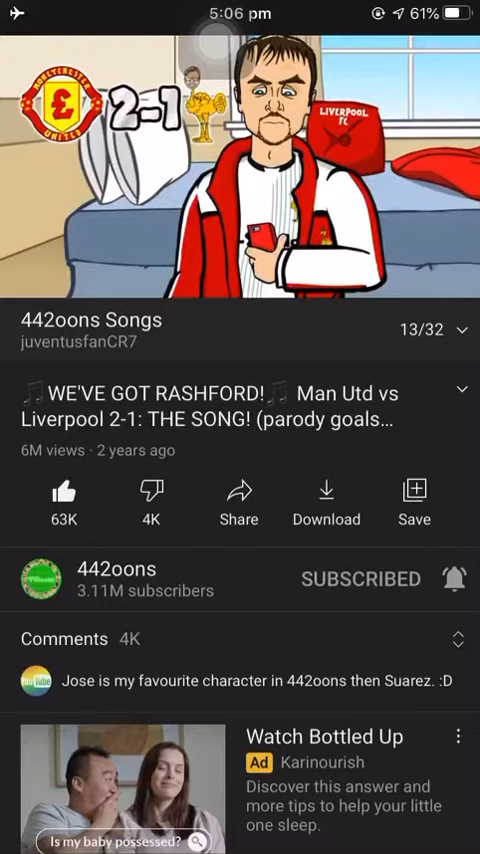 5:06 pm
61%
MONEYCHESTER
£
UNITED
2-1
LIVERPOOL
FC
442oons Songs
juventusfanCR7
13/32
🎵WE'VE GOT RASHFORD!🎵 Man Utd vs
Liverpool 2-1: THE SONG! (parody goals...
6M views · 2 years ago
63K
4K
Share
Download
Save
442oons
3.11M subscribers
SUBSCRIBED
Comments 4K
Jose is my favourite character in 442oons then Suarez. :D
Watch Bottled Up
Ad Karinourish
Discover this answer and
more tips to help your little
one sleep.
Is my baby possessed?